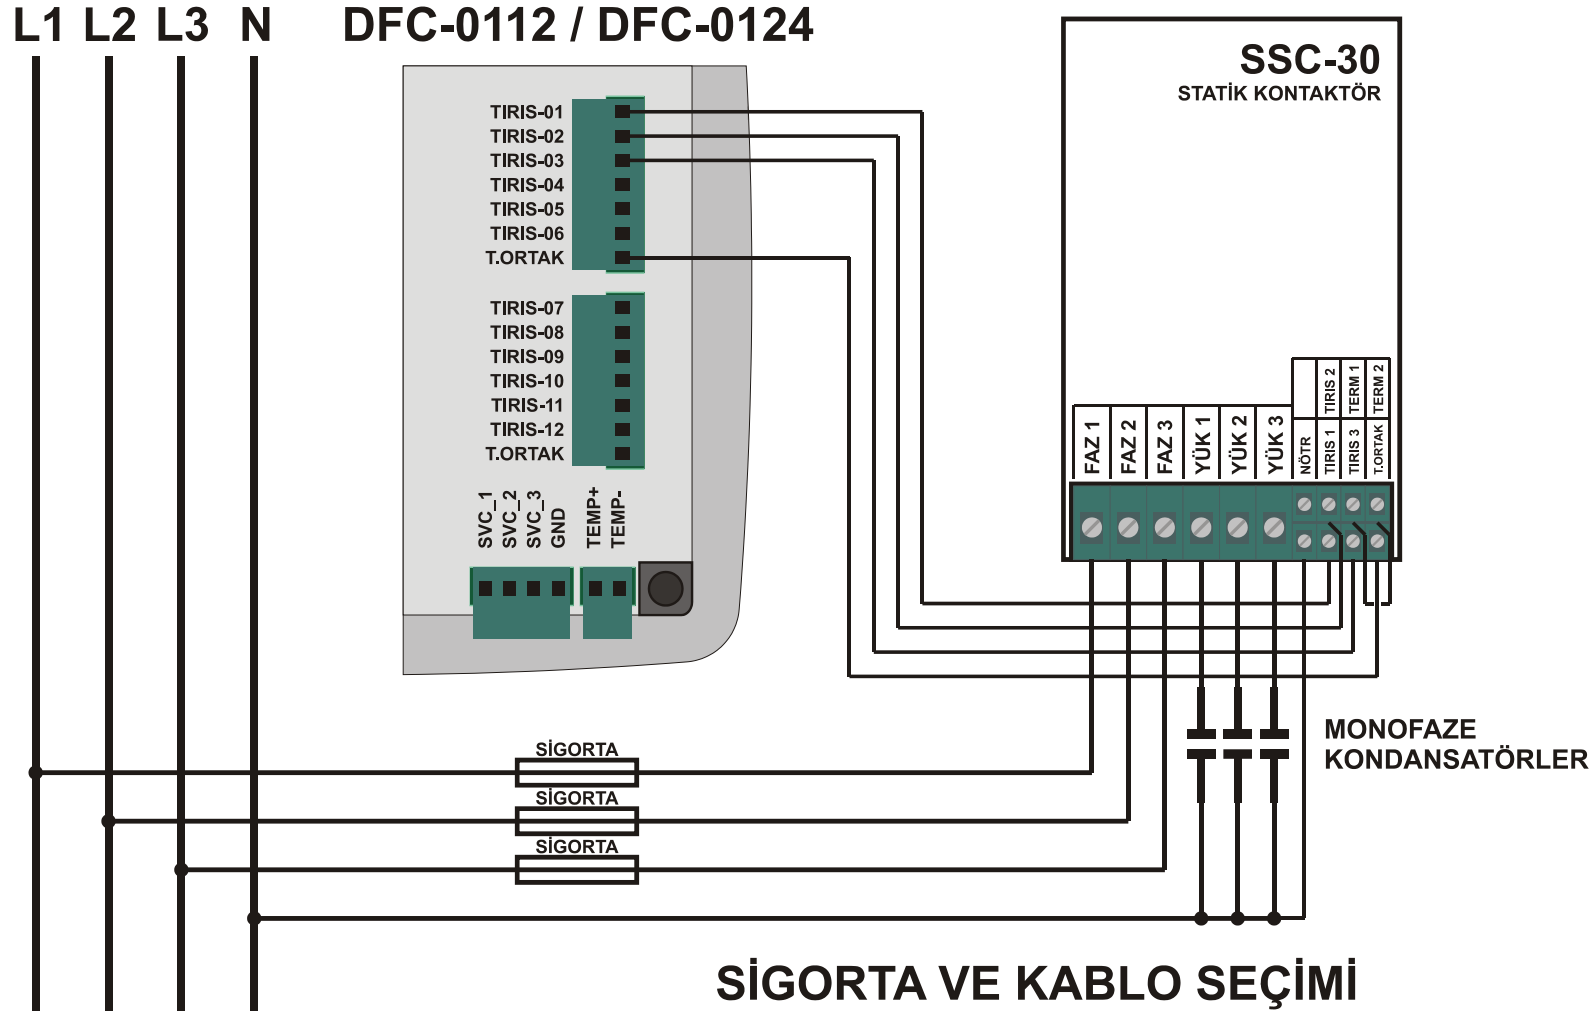 L1 L2 L3 N
DFC-0112 / DFC-0124
SSC-30
STATİK KONTAKTÖR
TIRIS-01
TIRIS-02
TIRIS-03
TIRIS-04
TIRIS-05
TIRIS-06
T.ORTAK
TIRIS-07
TIRIS-08
TIRIS-09
TIRIS-10
TIRIS-11
TIRIS-12
T.ORTAK
SVC_1
SVC_2
SVC_3
GND
TEMP+
TEMP-
FAZ 1
FAZ 2
FAZ 3
YÜK 1
YÜK 2
YÜK 3
NÖTR
TIRIS 2
TIRIS 1
TERM 1
TIRIS 3
TERM 2
T.ORTAK
MONOFAZE
KONDANSATÖRLER
SİGORTA
SİGORTA
SİGORTA
SİGORTA VE KABLO SEÇİMİ